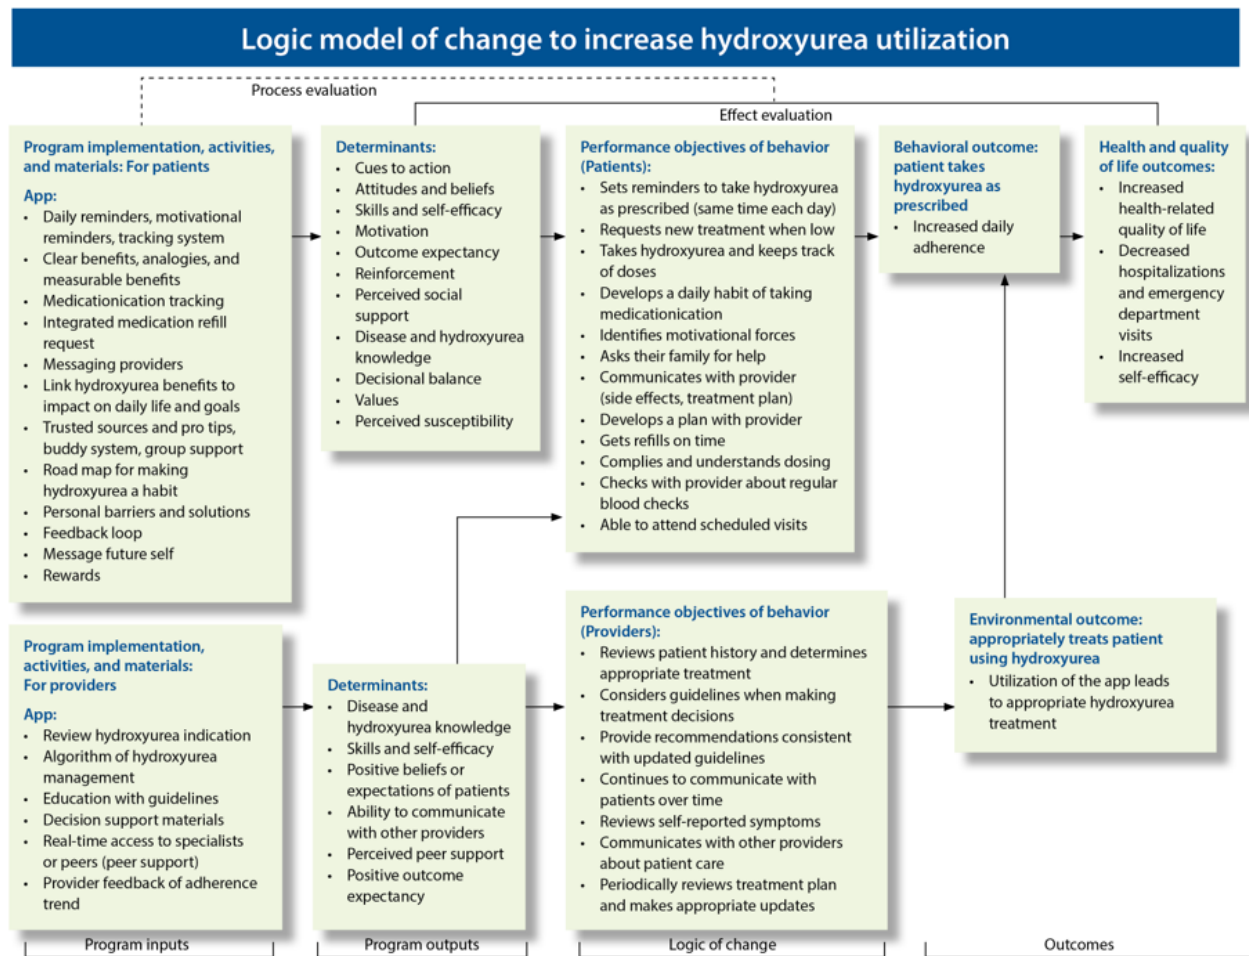 Logic model of change to increase hydroxyurea utilization
Process evaluation
Effect evaluation
Program implementation, activities,
and materials: For patients
App:
• Daily reminders, motivational
reminders, tracking system
• Clear benefits, analogies, and
measurable benefits
• Medicationication tracking
• Integrated medication refill
request
• Messaging providers
• Link hydroxyurea benefits to
impact on daily life and goals
• Trusted sources and pro tips,
buddy system, group support
• Road map for making
hydroxyurea a habit
• Personal barriers and solutions
• Feedback loop
• Message future self
• Rewards
Determinants:
• Cues to action
• Attitudes and beliefs
• Skills and self-efficacy
• Motivation
• Outcome expectancy
• Reinforcement
• Perceived social
support
• Disease and hydroxyurea
knowledge
• Decisional balance
• Values
• Perceived susceptibility
Performance objectives of behavior
(Patients):
• Sets reminders to take hydroxyurea
as prescribed (same time each day)
• Requests new treatment when low
• Takes hydroxyurea and keeps track
of doses
• Develops a daily habit of taking
medicationication
• Identifies motivational forces
• Asks their family for help
• Communicates with provider
(side effects, treatment plan)
• Develops a plan with provider
• Gets refills on time
• Complies and understands dosing
• Checks with provider about regular
blood checks
• Able to attend scheduled visits
Behavioral outcome:
patient takes
hydroxyurea as
prescribed
• Increased daily
adherence
Health and quality
of life outcomes:
• Increased
health-related
quality of life
• Decreased
hospitalizations
and emergency
department
visits
• Increased
self-efficacy
Program implementation,
activities, and materials:
For providers
App:
• Review hydroxyurea indication
• Algorithm of hydroxyurea
management
• Education with guidelines
• Decision support materials
• Real-time access to specialists
or peers (peer support)
• Provider feedback of adherence
trend
Determinants:
• Disease and
hydroxyurea knowledge
• Skills and self-efficacy
• Positive beliefs or
expectations of patients
• Ability to communicate
with other providers
• Perceived peer support
• Positive outcome
expectancy
Performance objectives of behavior
(Providers):
• Reviews patient history and determines
appropriate treatment
• Considers guidelines when making
treatment decisions
• Provide recommendations consistent
with updated guidelines
• Continues to communicate with
patients over time
• Reviews self-reported symptoms
• Communicates with other providers
about patient care
• Periodically reviews treatment plan
and makes appropriate updates
Environmental outcome:
appropriately treats patient
using hydroxyurea
• Utilization of the app leads
to appropriate hydroxyurea
treatment
Program inputs
Program outputs
Logic of change
Outcomes